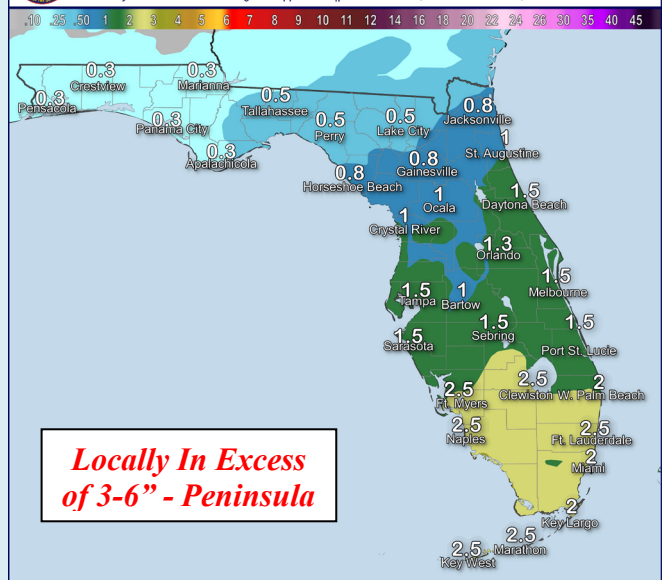 .10 .25 .50 1 2 3 4 5 6 7 8 9 10 11 12 14 16 18 20 22 24 26 30 35 40 45
0.3
Crestview
0.3
Marianna
0.3
Pensacola
0.3
Panama City
0.3
Apalachicola
0.5
Tallahassee
0.5
Perry
0.5
Lake City
0.8
Jacksonville
1
St. Augustine
0.8
Gainesville
0.8
Horseshoe Beach
1
Ocala
1.5
Daytona Beach
1
Crystal River
1.3
Orlando
1.5
Melbourne
1.5
Tampa
1
Bartow
1.5
Sebring
1.5
Port St. Lucie
1.5
Sarasota
2.5
Ft. Myers
2.5
Clewiston
2
W. Palm Beach
2.5
Naples
2.5
Ft. Lauderdale
2
Miami
2
Key Largo
2.5
Marathon
2.5
Key West
Locally In Excess
of 3-6” - Peninsula